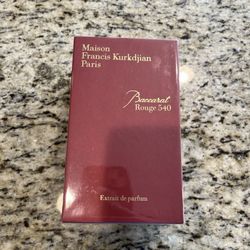 Maison
Francis Kurkdjian
Paris
Baccarat
Rouge 540
Extrait de parfum